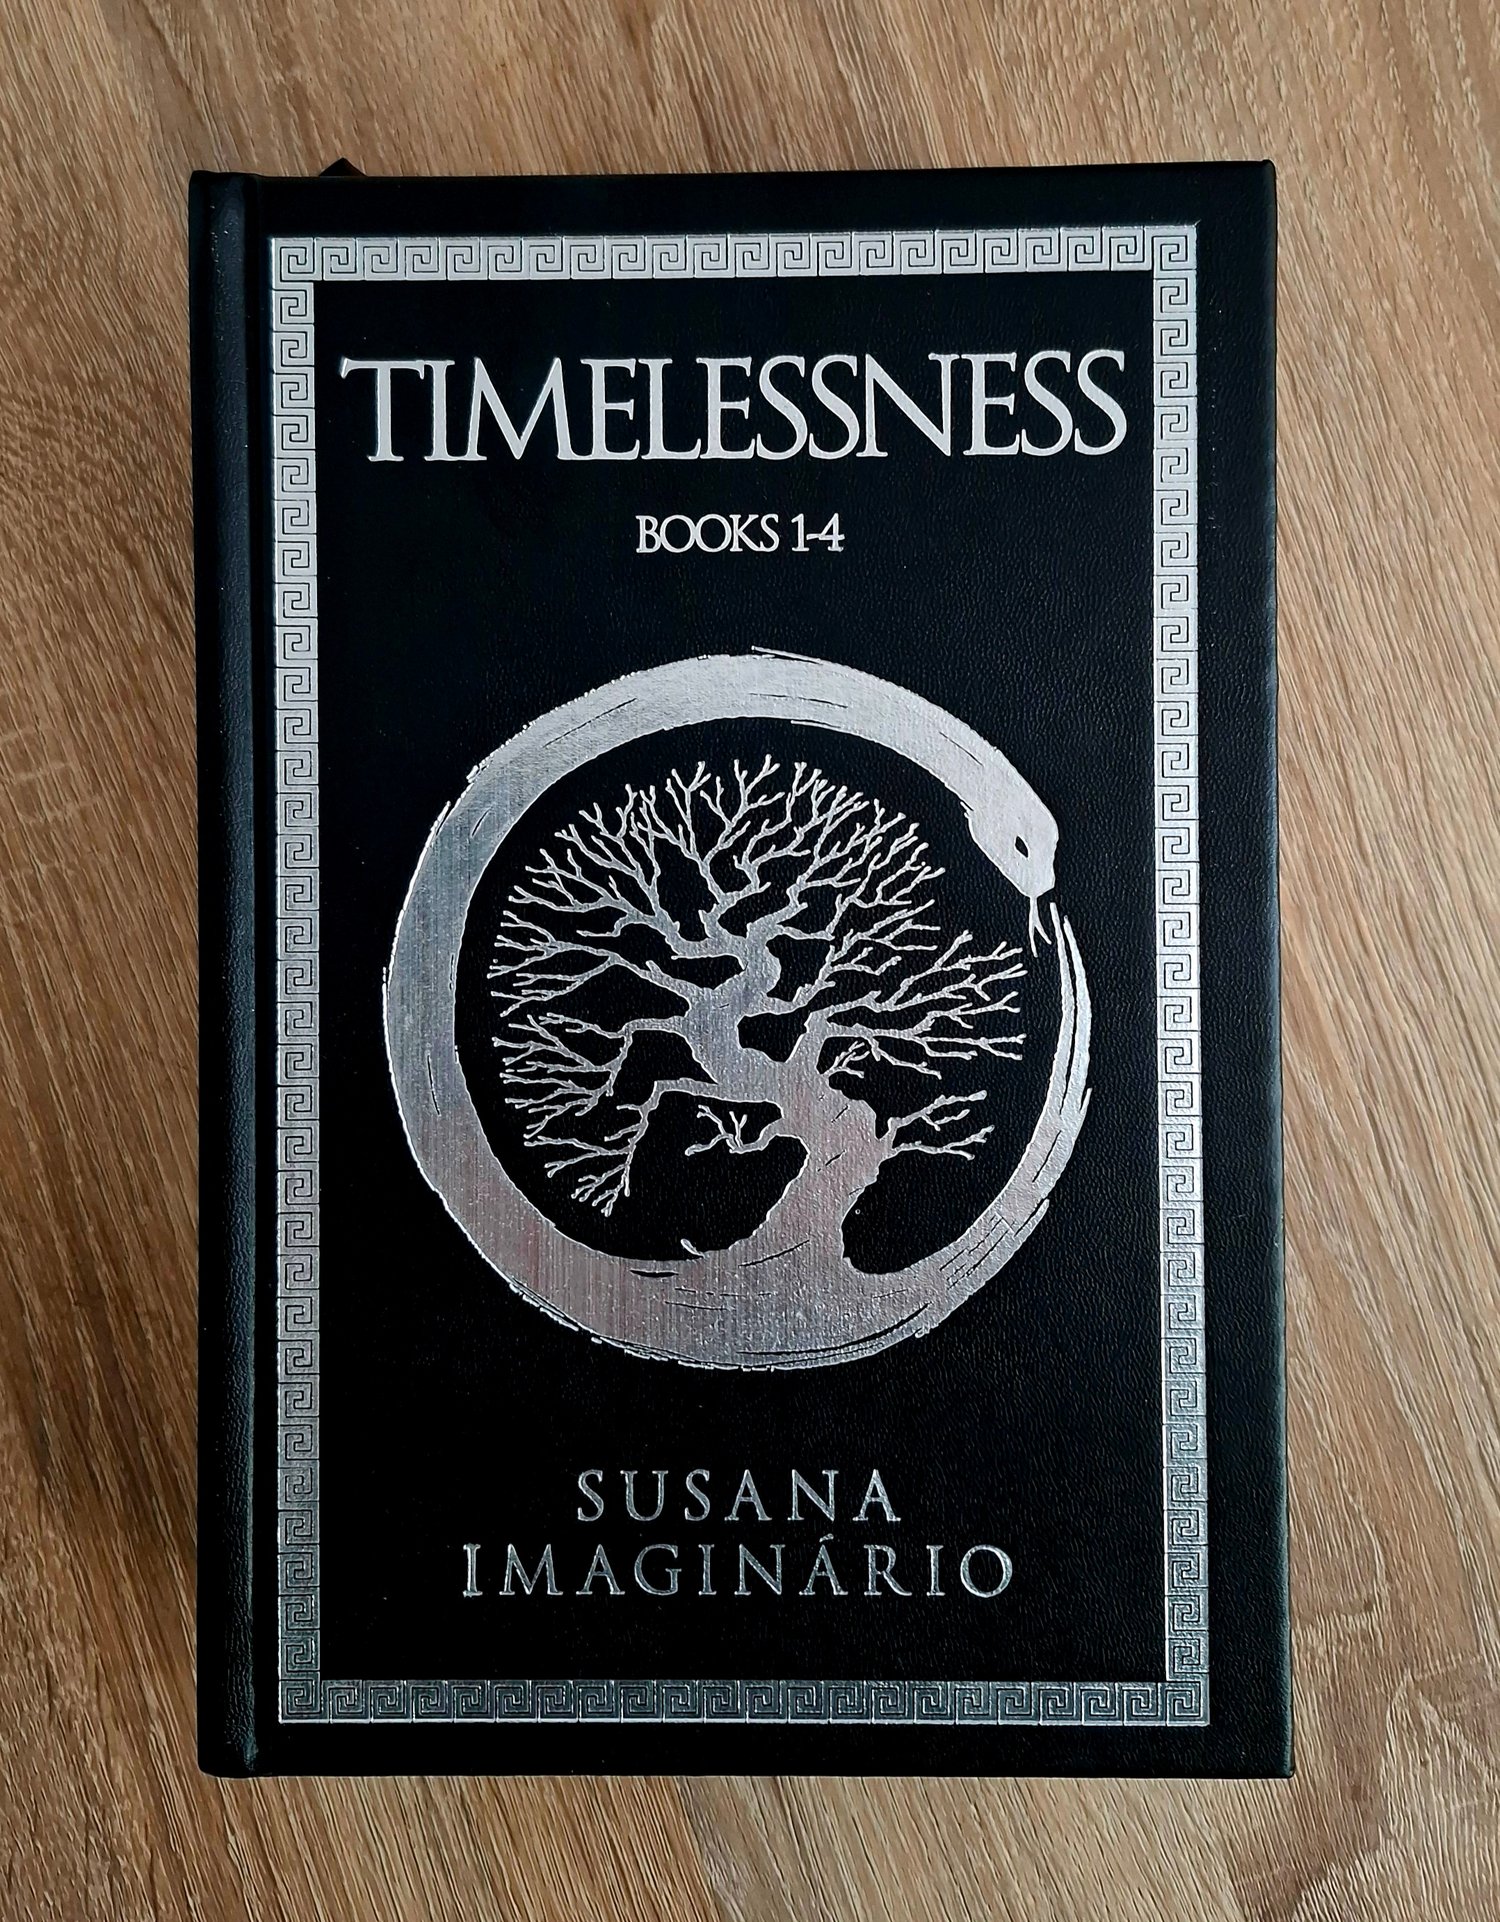 TIMELESSNESS
BOOKS 1-4
SUSANA
IMAGINÁRIO